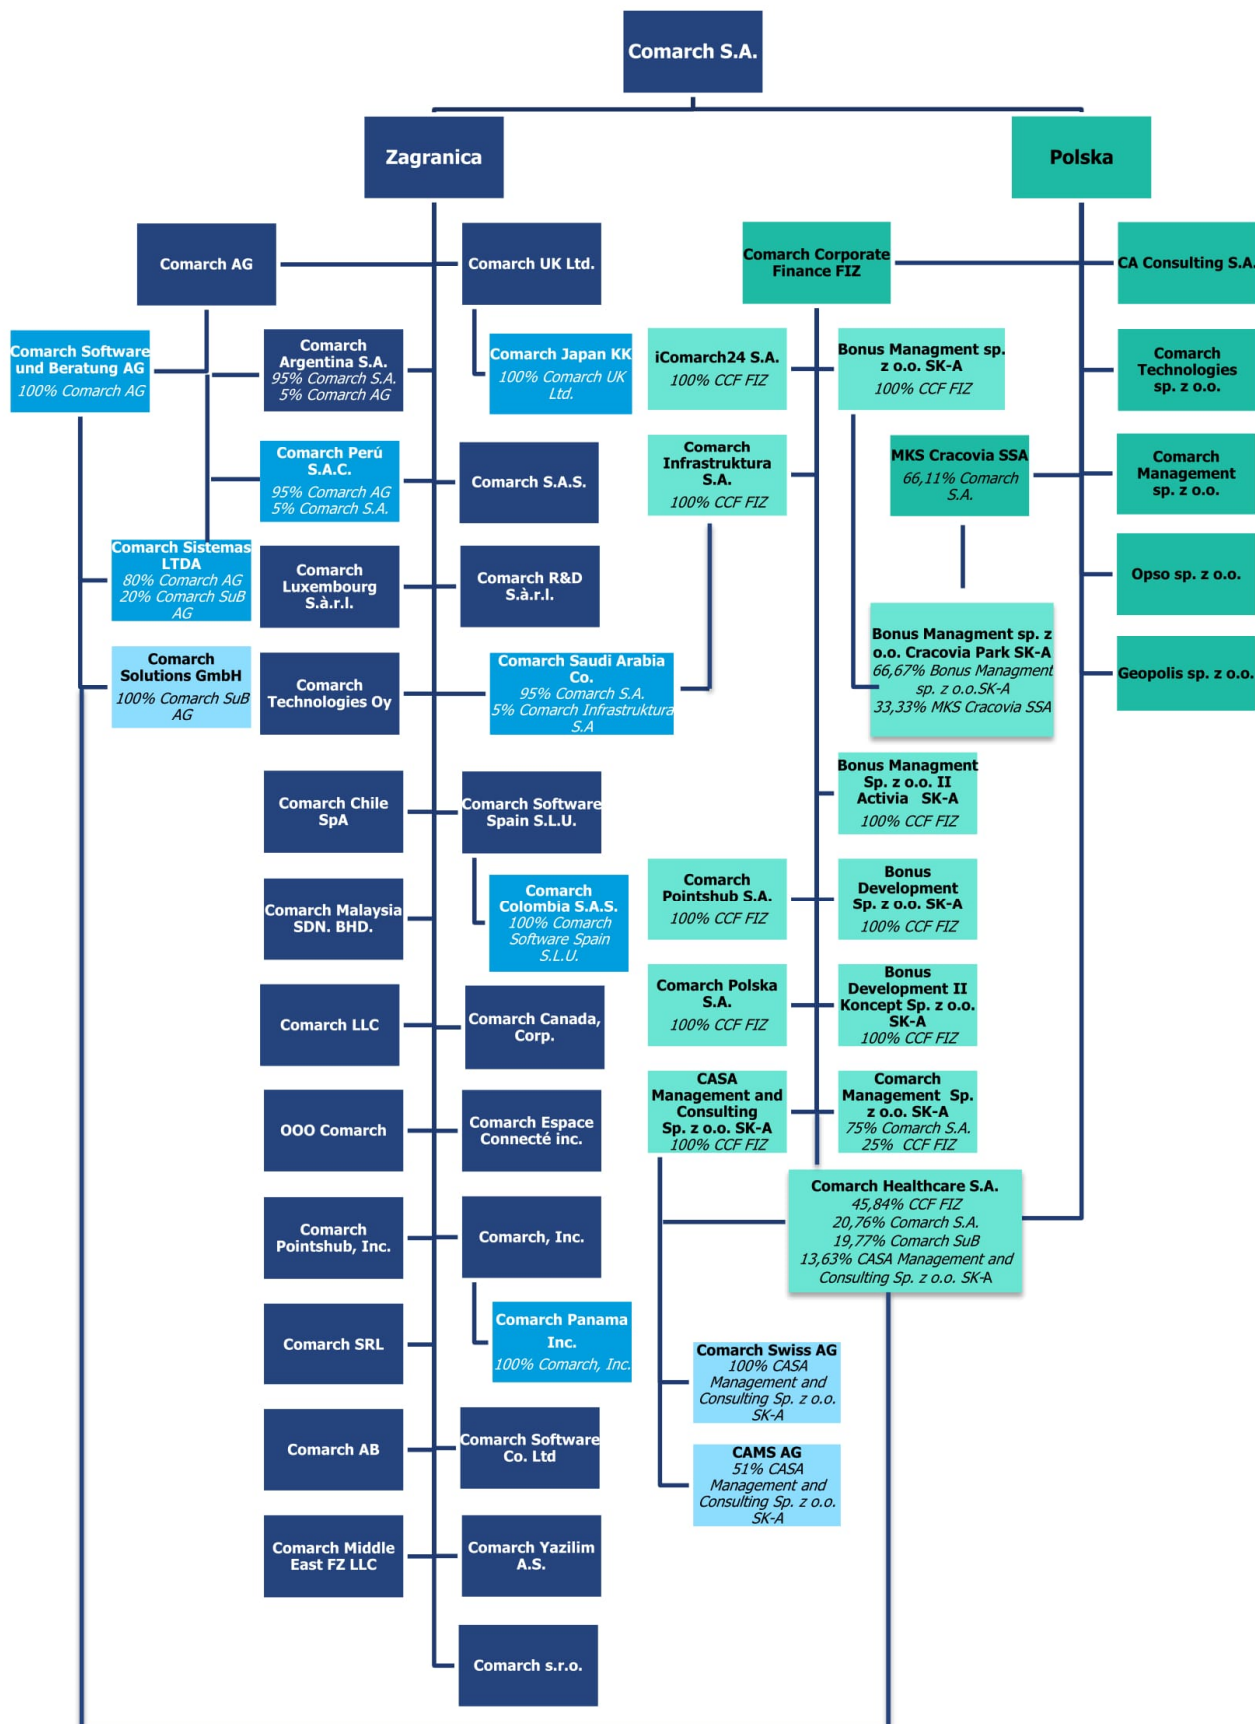 Comarch S.A.
Zagranica
Polska
Comarch AG
Comarch UK Ltd.
Comarch Corporate
Finance FIZ
CA Consulting S.A.
Comarch Software
und Beratung AG
100% Comarch AG
Comarch
Argentina S.A.
95% Comarch S.A.
5% Comarch AG
Comarch Japan KK
100% Comarch UK
Ltd.
iComarch24 S.A.
100% CCF FIZ
Bonus Managment sp.
z o.o. SK-A
100% CCF FIZ
Comarch
Technologies
sp. z o.o.
Comarch Perú
S.A.C.
95% Comarch AG
5% Comarch S.A.
Comarch S.A.S.
Comarch
Infrastruktura
S.A.
100% CCF FIZ
MKS Cracovia SSA
66,11% Comarch
S.A.
Comarch
Management
sp. z o.o.
Comarch Sistemas
LTDA
80% Comarch AG
20% Comarch SuB
AG
Comarch
Luxembourg
S.à.r.l.
Comarch R&D
S.à.r.l.
Opso sp. z o.o.
Comarch
Solutions GmbH
100% Comarch SuB
AG
Comarch
Technologies Oy
Comarch Saudi Arabia
Co.
95% Comarch S.A.
5% Comarch Infrastruktura
S.A
Bonus Managment sp. z
o.o. Cracovia Park SK-A
66,67% Bonus Managment
sp. z o.o.SK-A
33,33% MKS Cracovia SSA
Geopolis sp. z o.o.
Comarch Chile
SpA
Comarch Software
Spain S.L.U.
Bonus Managment
Sp. z o.o. II
Activia SK-A
100% CCF FIZ
Comarch Malaysia
SDN. BHD.
Comarch
Colombia S.A.S.
100% Comarch
Software Spain
S.L.U.
Comarch
Pointshub S.A.
100% CCF FIZ
Bonus
Development
Sp. z o.o. SK-A
100% CCF FIZ
Comarch LLC
Comarch Canada,
Corp.
Comarch Polska
S.A.
100% CCF FIZ
Bonus
Development II
Koncept Sp. z o.o.
SK-A
100% CCF FIZ
OOO Comarch
Comarch Espace
Connecté inc.
CASA
Management and
Consulting
Sp. z o.o. SK-A
100% CCF FIZ
Comarch
Management Sp.
z o.o. SK-A
75% Comarch S.A.
25% CCF FIZ
Comarch
Pointshub, Inc.
Comarch, Inc.
Comarch Healthcare S.A.
45,84% CCF FIZ
20,76% Comarch S.A.
19,77% Comarch SuB
13,63% CASA Management and
Consulting Sp. z o.o. SK-A
Comarch SRL
Comarch Panama
Inc.
100% Comarch, Inc.
Comarch Swiss AG
100% CASA
Management and
Consulting Sp. z o.o.
SK-A
Comarch AB
Comarch Software
Co. Ltd
CAMS AG
51% CASA
Management and
Consulting Sp. z o.o.
SK-A
Comarch Middle
East FZ LLC
Comarch Yazilim
A.S.
Comarch s.r.o.